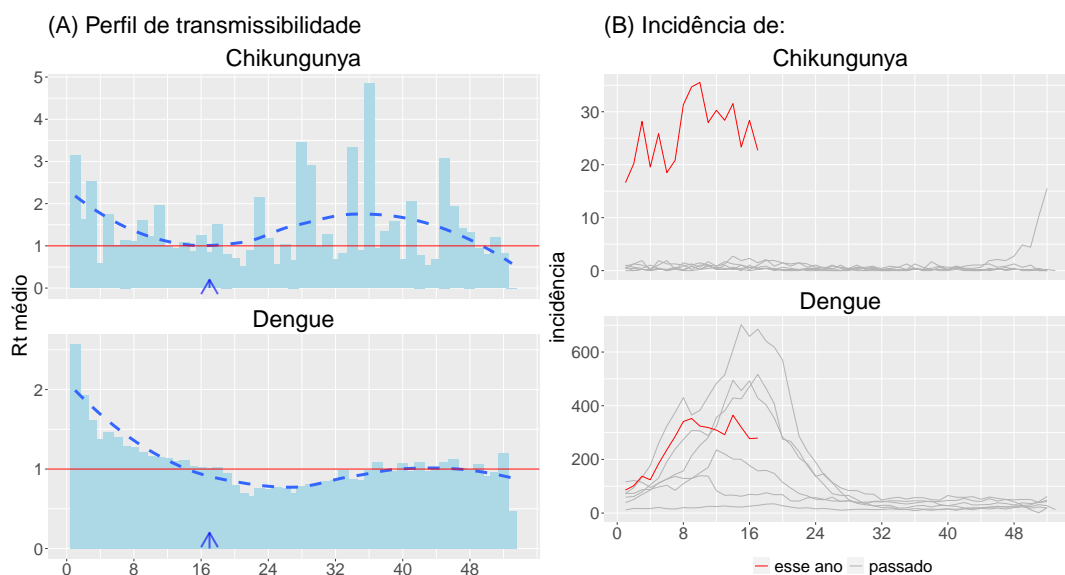 (A) Perfil de transmissibilidade
Chikungunya
5
4
3
2
1
0
Dengue
2
1
0
0 8 16 24 32 40 48
Rt médio
(B) Incidência de:
Chikungunya
30
20
10
0
Dengue
600
400
200
0
0 8 16 24 32 40 48
incidência
esse ano passado